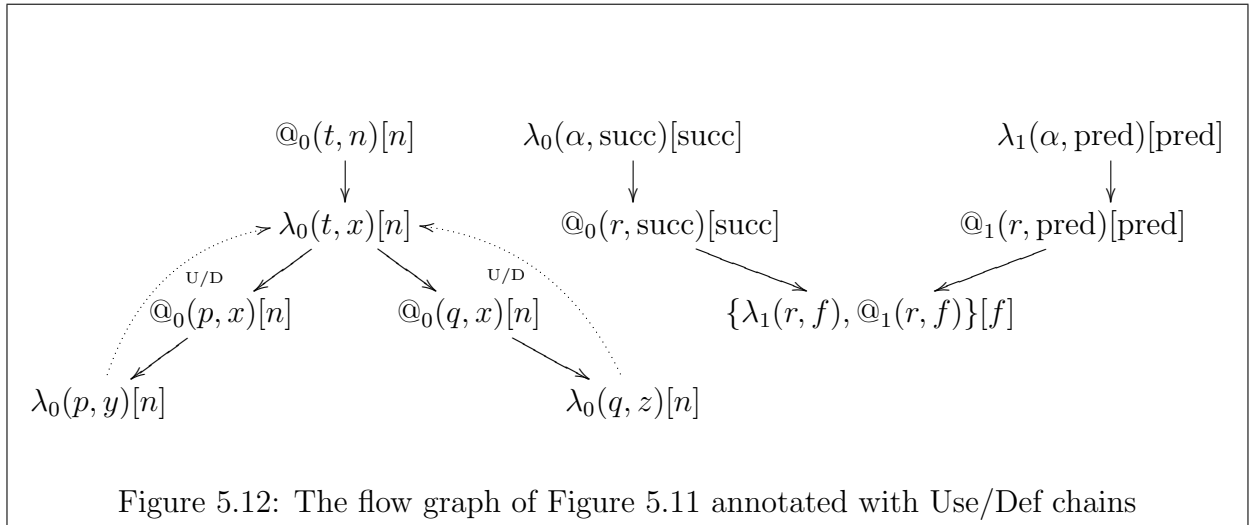 @₀(t, n)[n] λ₀(α, succ)[succ] λ₁(α, pred)[pred]
λ₀(t, x)[n] @₀(r, succ)[succ] @₁(r, pred)[pred]
U/D U/D
@₀(p, x)[n] @₀(q, x)[n] {λ₁(r, f), @₁(r, f)}[f]
λ₀(p, y)[n] λ₀(q, z)[n]
Figure 5.12: The flow graph of Figure 5.11 annotated with Use/Def chains